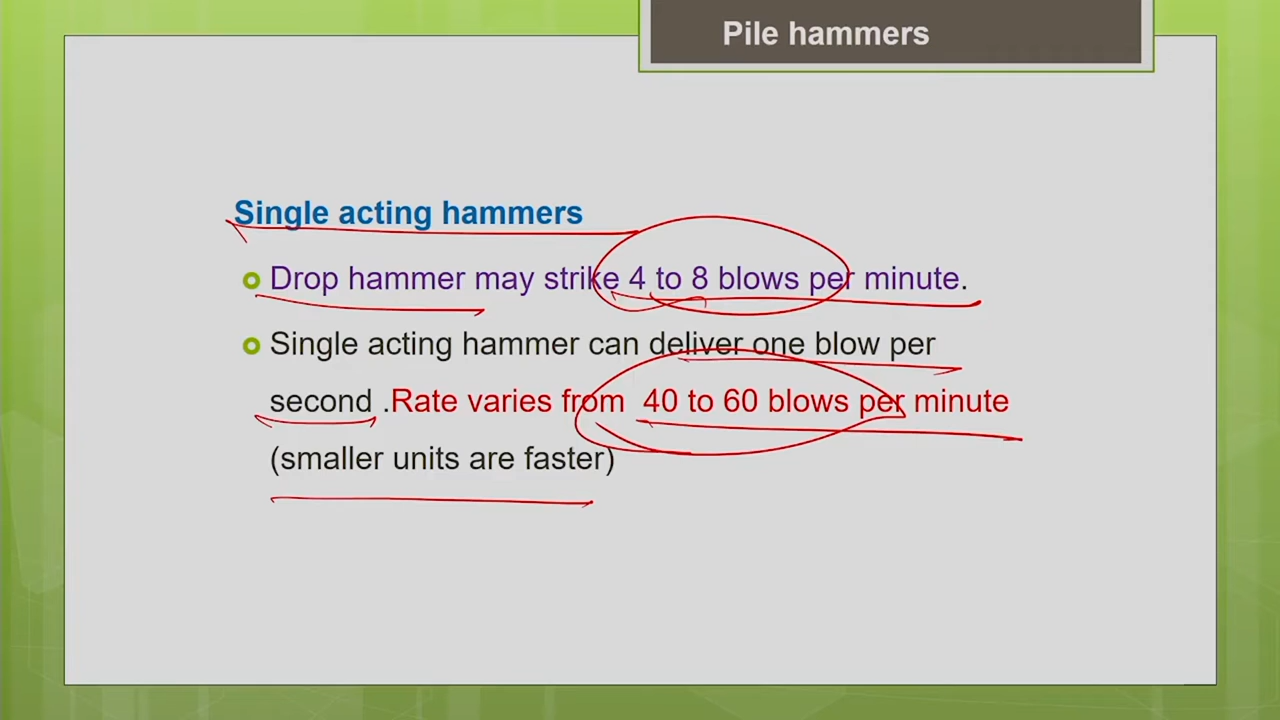 Pile hammers
Single acting hammers
Drop hammer may strike 4 to 8 blows per minute.
Single acting hammer can deliver one blow per
second .Rate varies from 40 to 60 blows per minute
(smaller units are faster)